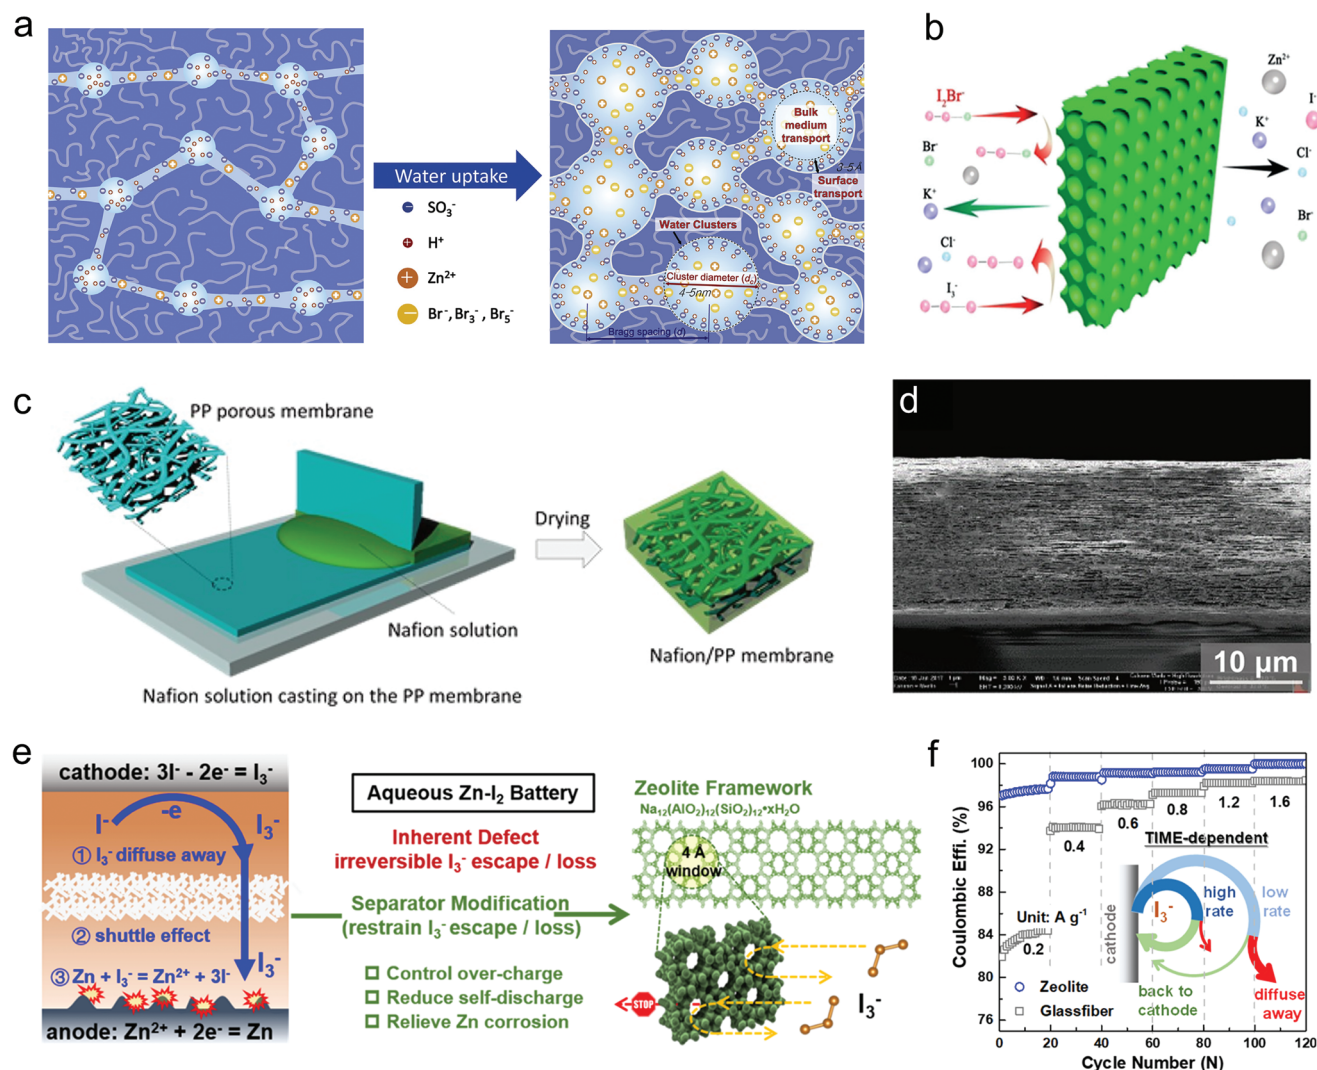 a
Water uptake
SO₃⁻
H⁺
Zn²⁺
Br⁻, Br₃⁻, Br₅⁻
Bulk
medium
transport
3-5Å
Surface
transport
Water Clusters
Cluster diameter (d꜀)
4-5nm
Bragg spacing (d)
b
I₂Br⁻
Br⁻
K⁺
Cl⁻
I₃⁻
Zn²⁺
I⁻
K⁺
Cl⁻
Br⁻
c
PP porous membrane
Drying
Nafion solution
Nafion/PP membrane
Nafion solution casting on the PP membrane
d
10 μm
e
cathode: 3I⁻ - 2e⁻ = I₃⁻
-e
I⁻
I₃⁻
① I₃⁻ diffuse away
② shuttle effect
I₃⁻
③ Zn + I₃⁻ = Zn²⁺ + 3I⁻
anode: Zn²⁺ + 2e⁻ = Zn
Aqueous Zn-I₂ Battery
Inherent Defect
irreversible I₃⁻ escape / loss
Separator Modification
(restrain I₃⁻ escape / loss)
Control over-charge
Reduce self-discharge
Relieve Zn corrosion
Zeolite Framework
Na₁₂(AlO₂)₁₂(SiO₂)₁₂•xH₂O
4 A
window
STOP
I₃⁻
f
Coulombic Effi. (%)
100
96
92
88
84
80
76
0.2
0.4
0.6
0.8
1.2
1.6
Unit: A g⁻¹
TIME-dependent
cathode
I₃⁻
high
rate
low
rate
back to
cathode
diffuse
away
Zeolite
Glassfiber
0
20
40
60
80
100
120
Cycle Number (N)